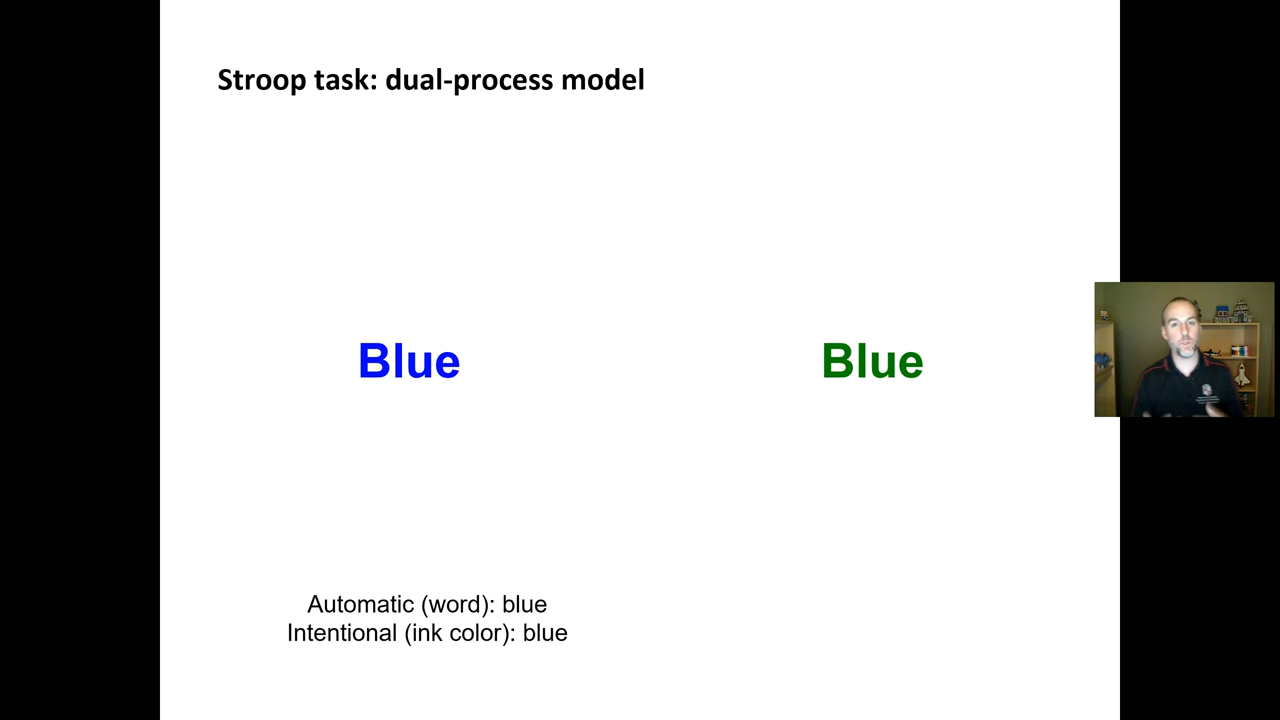 Stroop task: dual-process model
Blue
Blue
Automatic (word): blue
Intentional (ink color): blue